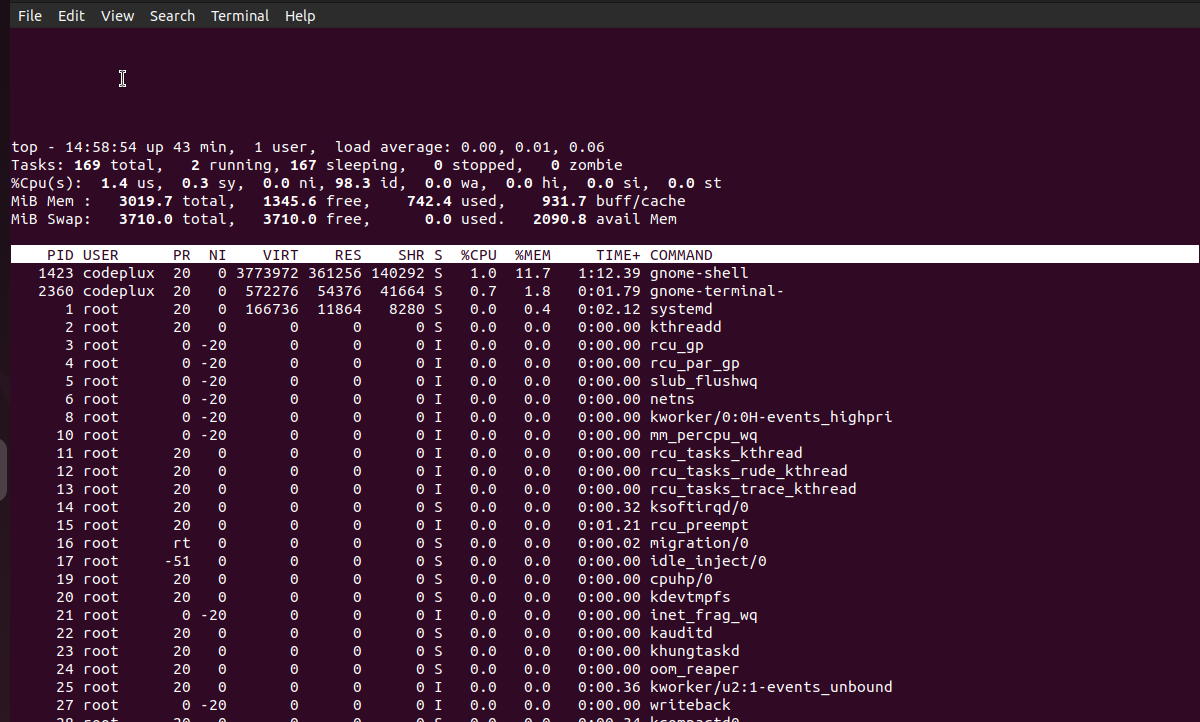 File Edit View Search Terminal Help
top - 14:58:54 up 43 min,  1 user,  load average: 0.00, 0.01, 0.06
Tasks: 169 total,   2 running, 167 sleeping,   0 stopped,   0 zombie
%Cpu(s):  1.4 us,  0.3 sy,  0.0 ni, 98.3 id,  0.0 wa,  0.0 hi,  0.0 si,  0.0 st
MiB Mem :   3019.7 total,   1345.6 free,    742.4 used,    931.7 buff/cache
MiB Swap:   3710.0 total,   3710.0 free,      0.0 used.   2090.8 avail Mem
PID USER      PR  NI    VIRT    RES    SHR S  %CPU  %MEM     TIME+ COMMAND
1423 codeplux  20   0 3773972 361256 140292 S   1.0  11.7   1:12.39 gnome-shell
2360 codeplux  20   0  572276  54376  41664 S   0.7   1.8   0:01.79 gnome-terminal-
1 root      20   0  166736  11864   8280 S   0.0   0.4   0:02.12 systemd
2 root      20   0       0      0      0 S   0.0   0.0   0:00.00 kthreadd
3 root       0 -20       0      0      0 I   0.0   0.0   0:00.00 rcu_gp
4 root       0 -20       0      0      0 I   0.0   0.0   0:00.00 rcu_par_gp
5 root       0 -20       0      0      0 I   0.0   0.0   0:00.00 slub_flushwq
6 root       0 -20       0      0      0 I   0.0   0.0   0:00.00 netns
8 root       0 -20       0      0      0 I   0.0   0.0   0:00.00 kworker/0:0H-events_highpri
10 root       0 -20       0      0      0 I   0.0   0.0   0:00.00 mm_percpu_wq
11 root      20   0       0      0      0 I   0.0   0.0   0:00.00 rcu_tasks_kthread
12 root      20   0       0      0      0 I   0.0   0.0   0:00.00 rcu_tasks_rude_kthread
13 root      20   0       0      0      0 I   0.0   0.0   0:00.00 rcu_tasks_trace_kthread
14 root      20   0       0      0      0 S   0.0   0.0   0:00.32 ksoftirqd/0
15 root      20   0       0      0      0 I   0.0   0.0   0:01.21 rcu_preempt
16 root      rt   0       0      0      0 S   0.0   0.0   0:00.02 migration/0
17 root     -51   0       0      0      0 S   0.0   0.0   0:00.00 idle_inject/0
19 root      20   0       0      0      0 S   0.0   0.0   0:00.00 cpuhp/0
20 root      20   0       0      0      0 S   0.0   0.0   0:00.00 kdevtmpfs
21 root       0 -20       0      0      0 I   0.0   0.0   0:00.00 inet_frag_wq
22 root      20   0       0      0      0 S   0.0   0.0   0:00.00 kauditd
23 root      20   0       0      0      0 S   0.0   0.0   0:00.00 khungtaskd
24 root      20   0       0      0      0 S   0.0   0.0   0:00.00 oom_reaper
25 root      20   0       0      0      0 I   0.0   0.0   0:00.36 kworker/u2:1-events_unbound
27 root       0 -20       0      0      0 I   0.0   0.0   0:00.00 writeback
28 root      20   0       0      0      0 S   0.0   0.0   0:00.34 kcompactd0